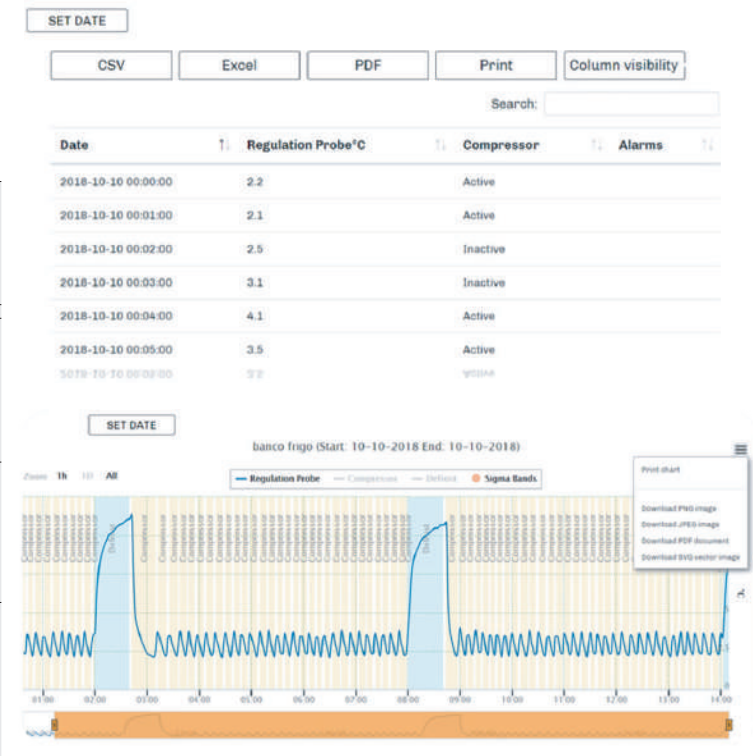 SET DATE
CSV Excel PDF Print Column visibility
Search:
Date Regulation Probe°C Compressor Alarms
2018-10-10 00:00:00 2.2 Active
2018-10-10 00:01:00 2.1 Active
2018-10-10 00:02:00 2.5 Inactive
2018-10-10 00:03:00 3.1 Inactive
2018-10-10 00:04:00 4.1 Active
2018-10-10 00:05:00 3.5 Active
SET DATE
banco frigo (Start: 10-10-2018 End: 10-10-2018)
Print chart
Zoom 1h All
Regulation Probe Compressor Defrost Sigma Bands
Download PNG image
Download JPEG image
Download PDF document
Download SVG vector image
01:00 02:00 03:00 04:00 05:00 06:00 07:00 08:00 09:00 10:00 11:00 12:00 13:00 14:00